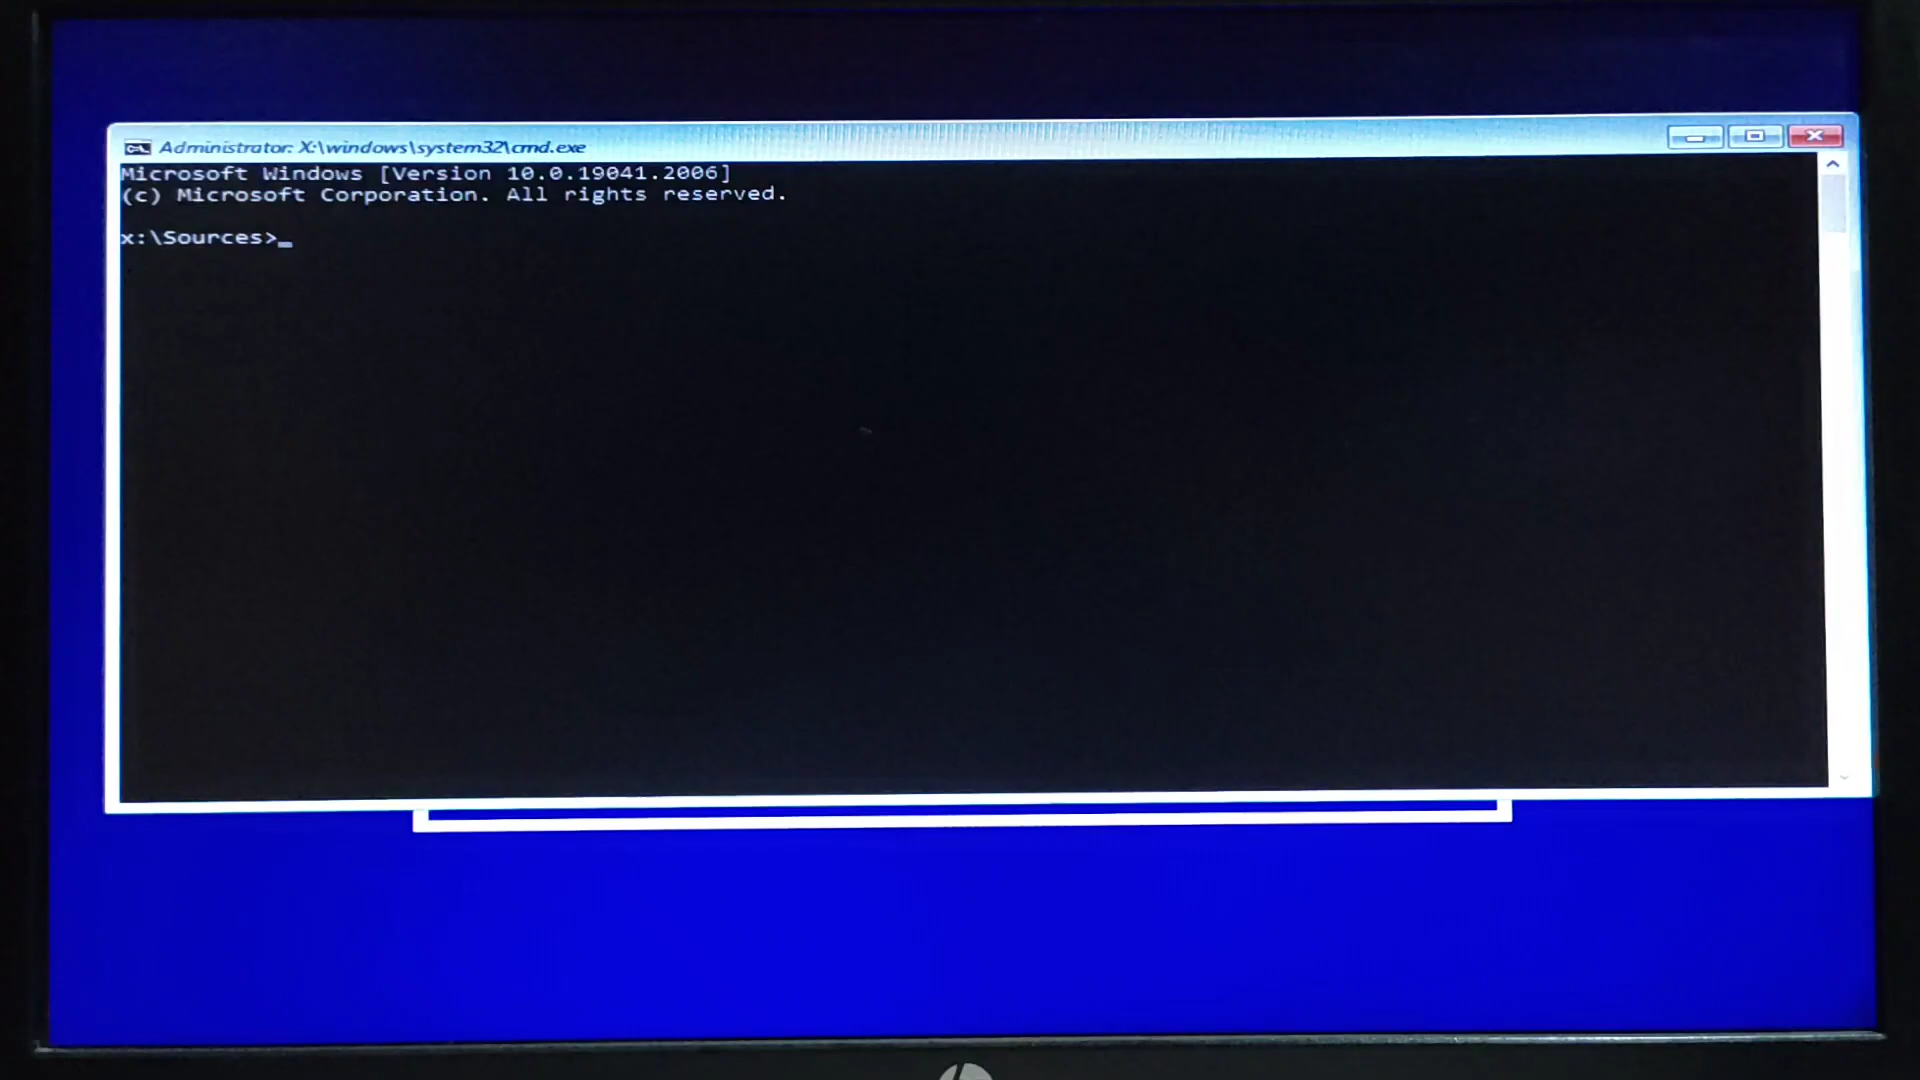 Administrator: X:\windows\system32\cmd.exe
Microsoft Windows [Version 10.0.19041.2006]
(c) Microsoft Corporation. All rights reserved.
x:\Sources>_